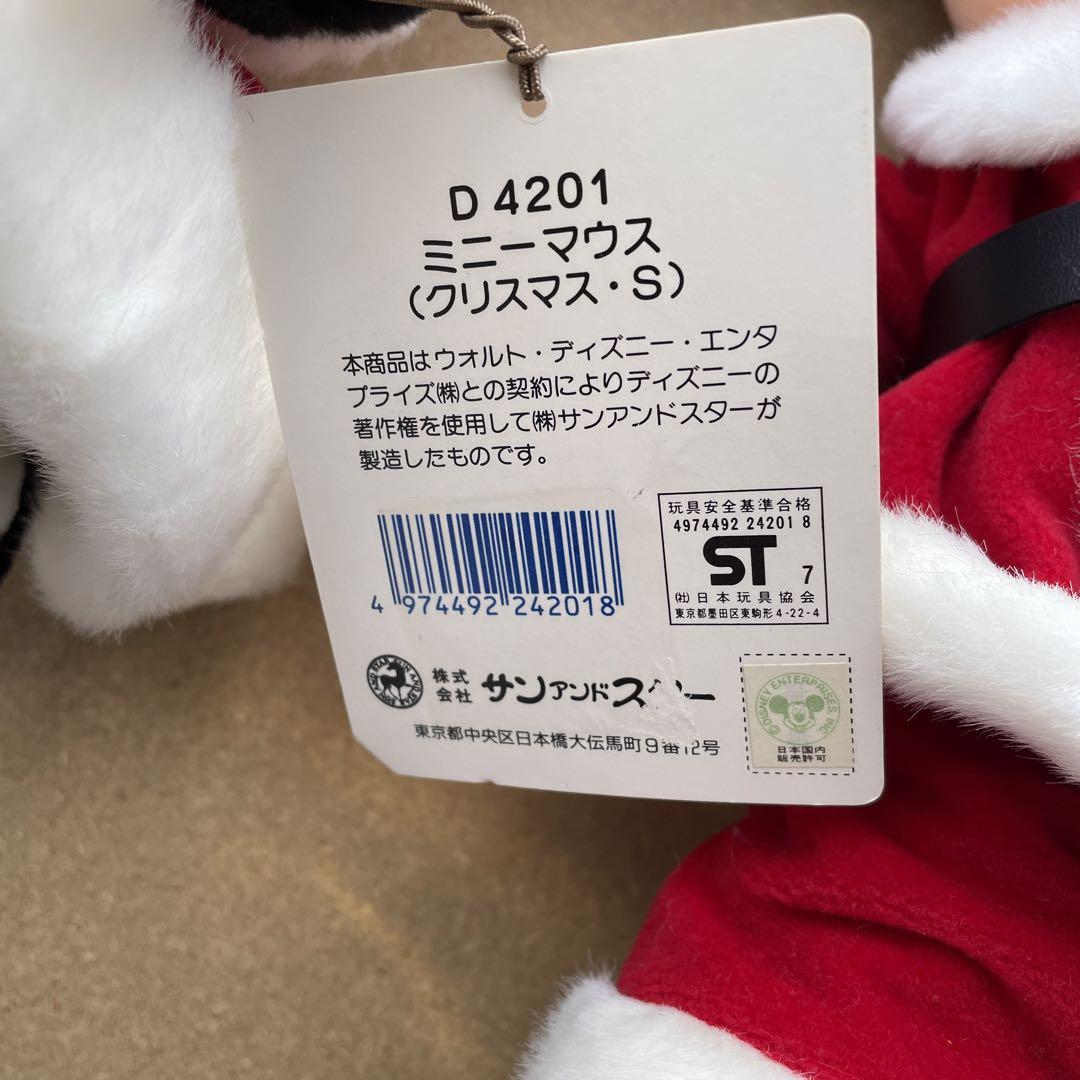 D 4201
ミニーマウス
(クリスマス・S)
本商品はウォルト・ディズニー・エンタ
プライズ㈱との契約によりディズニーの
著作権を使用して㈱サンアンドスターが
製造したものです。
4 974492 242018
玩具安全基準合格
4974492 24201 8
ST 7
㈳日本玩具協会
東京都墨田区東駒形4-22-4
株式会社 サンアンドスター
東京都中央区日本橋大伝馬町9番12号
©DISNEY ENTERPRISES, INC
日本国内
販売許可